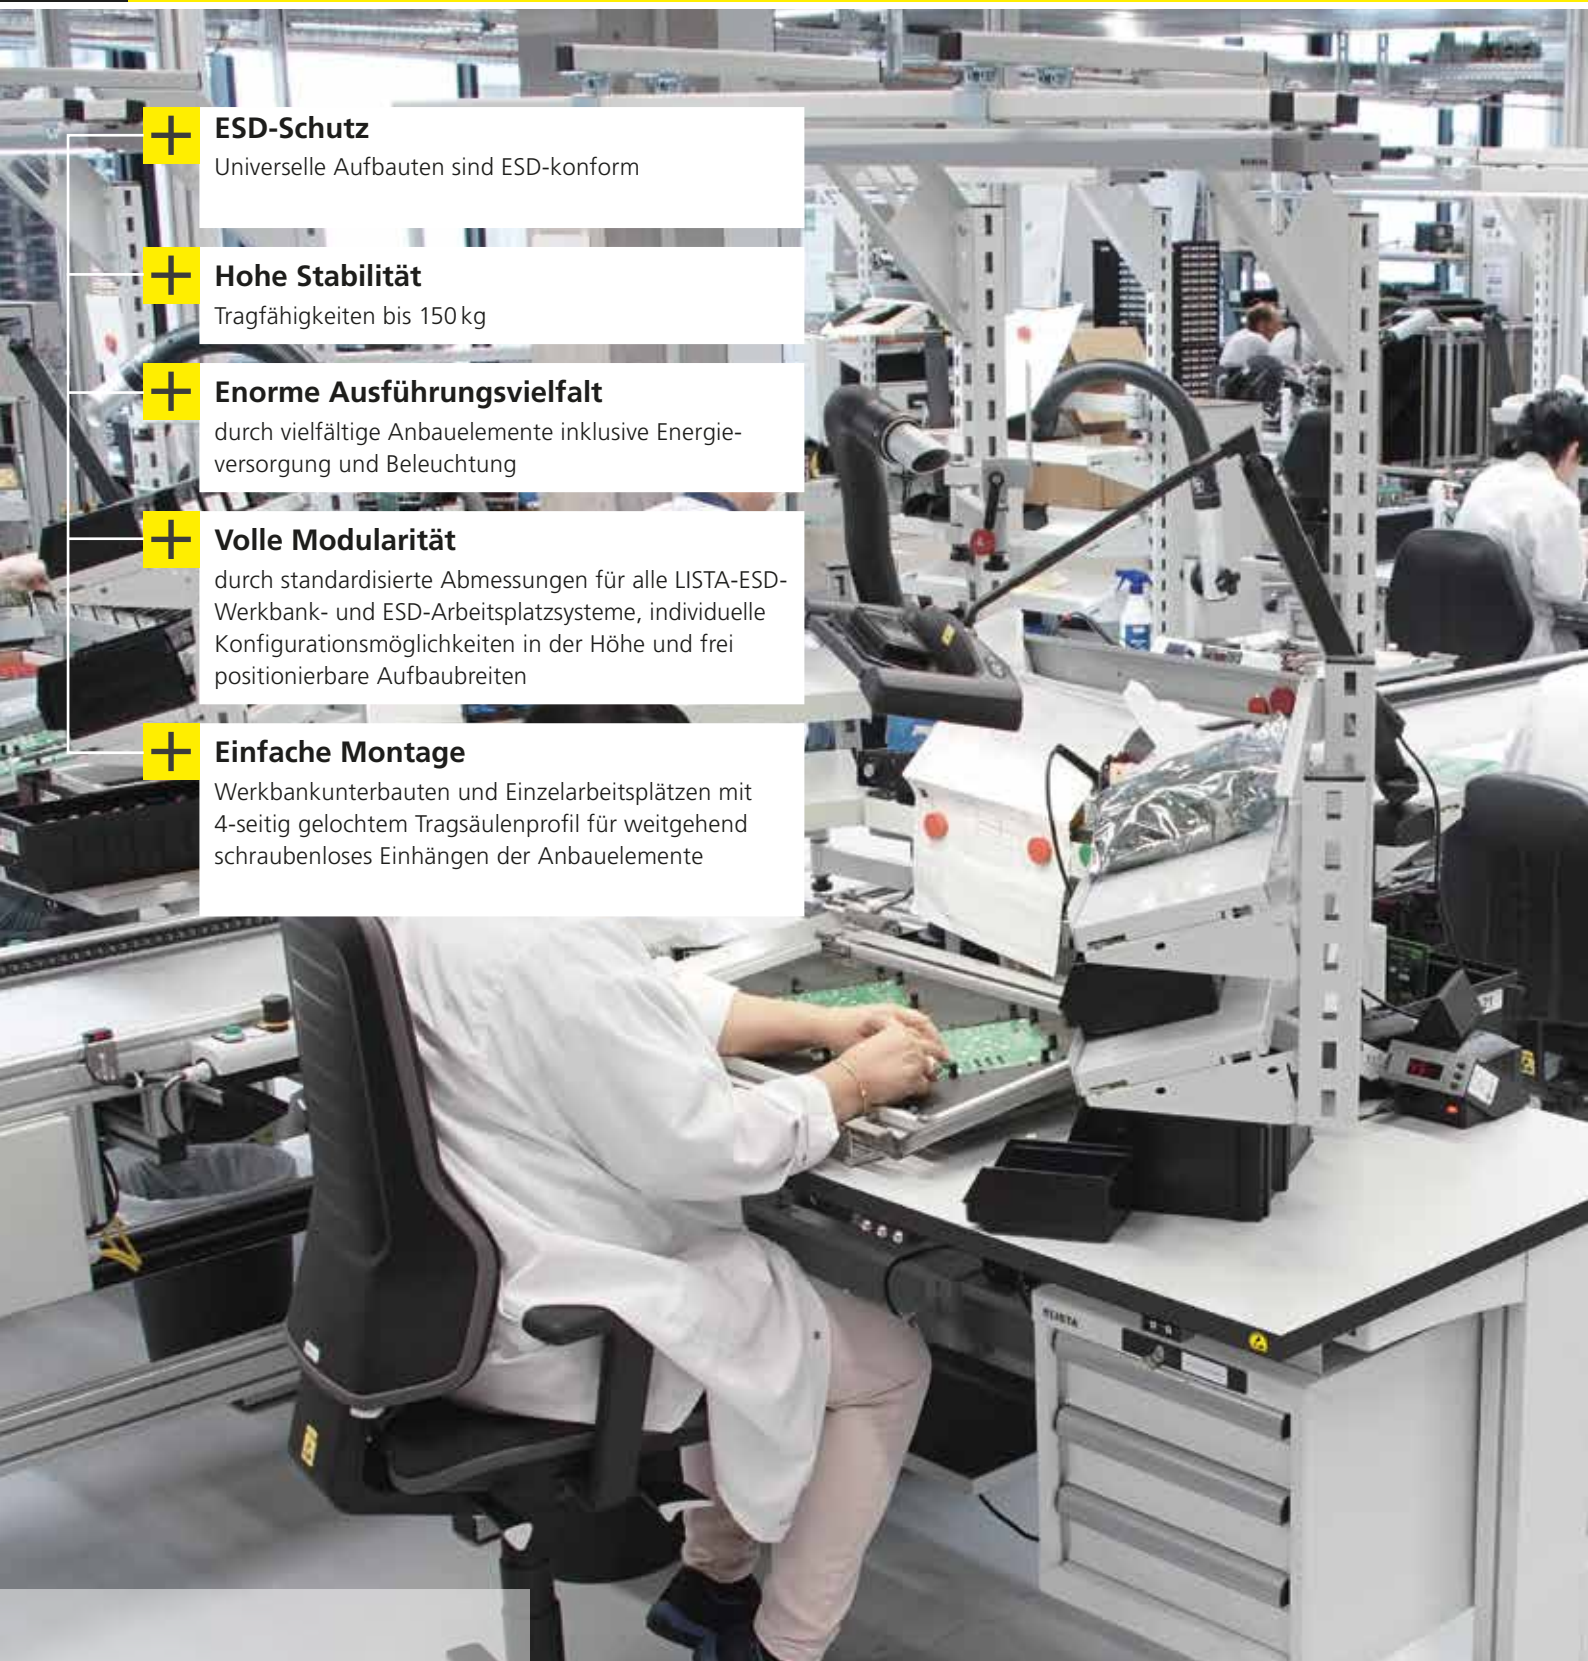 ESD-Schutz
Universelle Aufbauten sind ESD-konform
Hohe Stabilität
Tragfähigkeiten bis 150 kg
Enorme Ausführungsvielfalt
durch vielfältige Anbauelemente inklusive Energie-
versorgung und Beleuchtung
Volle Modularität
durch standardisierte Abmessungen für alle LISTA-ESD-
Werkbank- und ESD-Arbeitsplatzsysteme, individuelle
Konfigurationsmöglichkeiten in der Höhe und frei
positionierbare Aufbaubreiten
Einfache Montage
Werkbankunterbauten und Einzelarbeitsplätzen mit
4-seitig gelochtem Tragsäulenprofil für weitgehend
schraubenloses Einhängen der Anbauelemente
LISTA